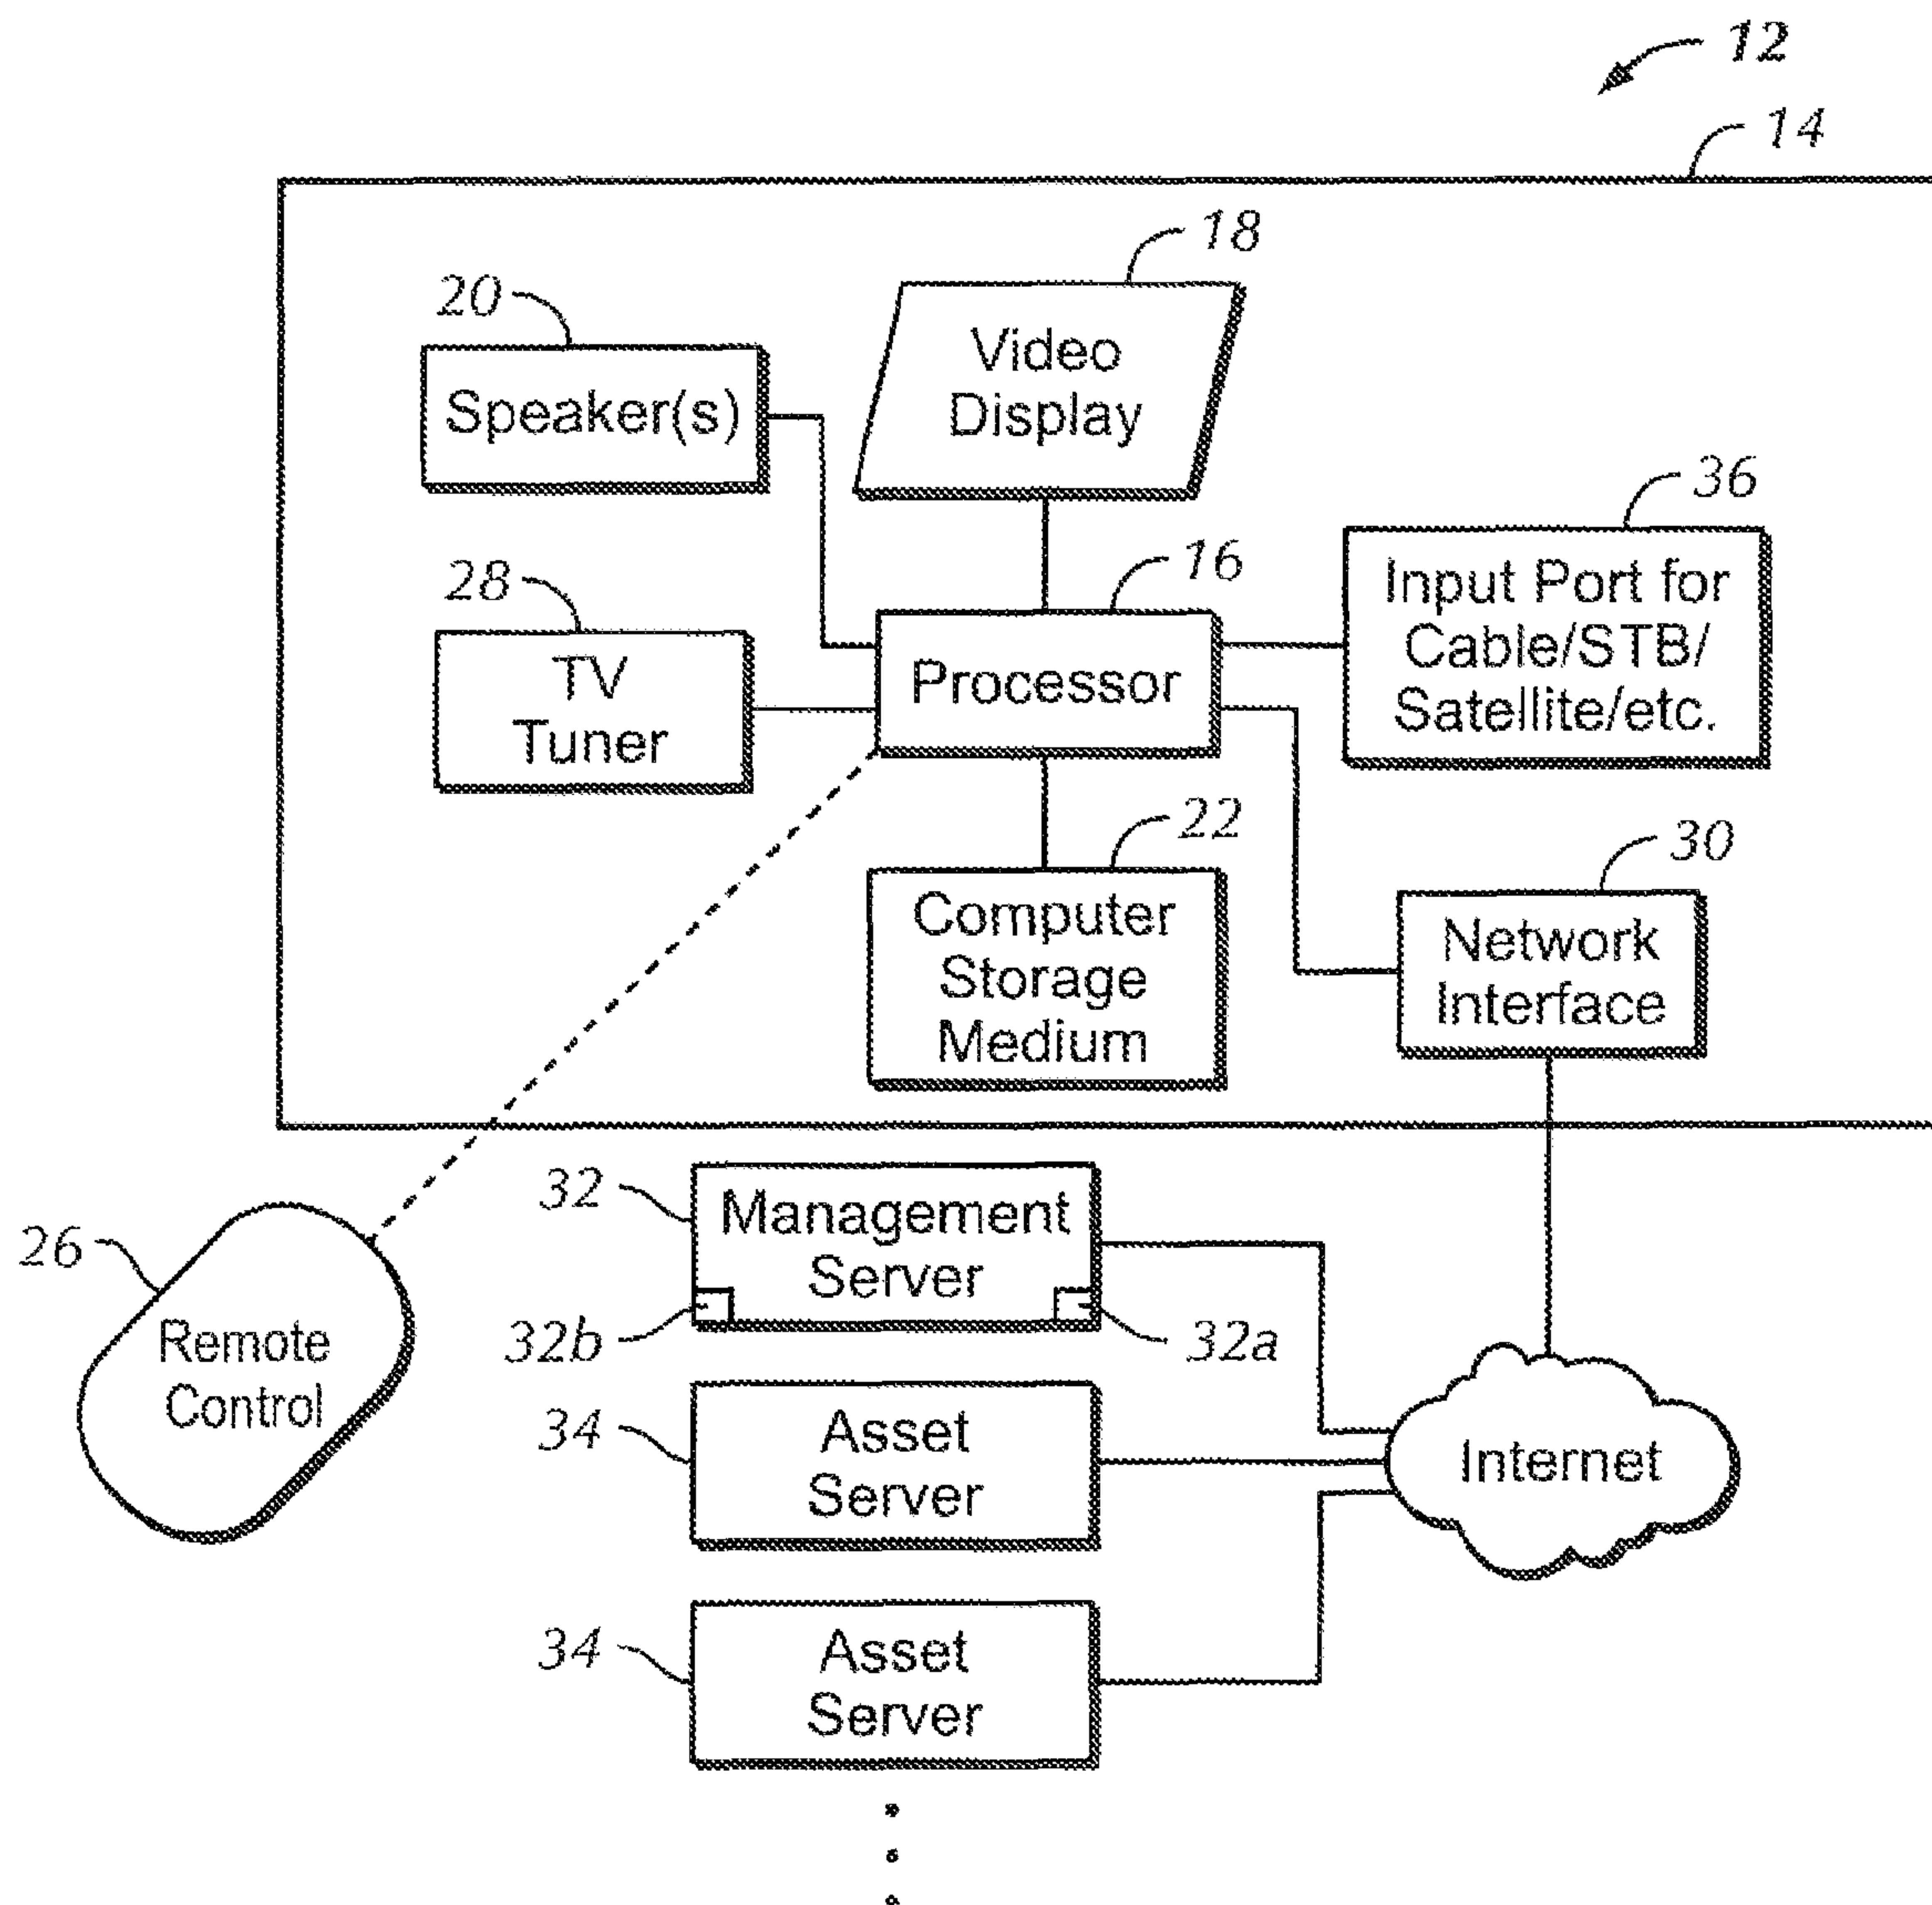 12
14
18
20
Video
Display
Speaker(s)
36
16
28
Input Port for
Cable/STB/
Satellite/etc.
TV
Tuner
Processor
22
30
Computer
Storage
Medium
Network
Interface
32
Management
Server
26
32b
32a
Remote
Control
34
Asset
Server
Internet
34
Asset
Server